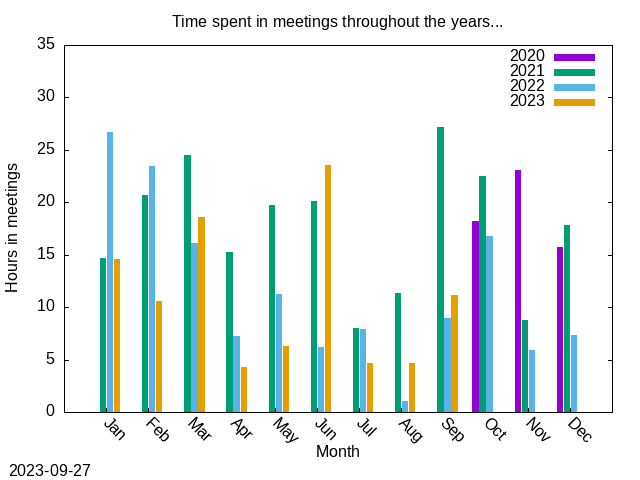 Time spent in meetings throughout the years...
35
30
25
20
15
10
5
0
Hours in meetings
2020
2021
2022
2023
Jan
Feb
Mar
Apr
May
Jun
Jul
Aug
Sep
Oct
Nov
Dec
Month
2023-09-27